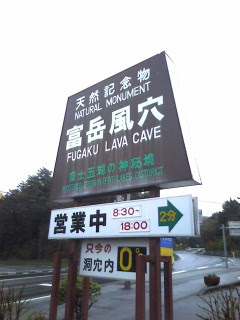 天然記念物
NATURAL MONUMENT
富岳風穴
FUGAKU LAVA CAVE
富士五湖の神秘境
営業中
8:30~
18:00
2分
只今の
洞穴内
0°